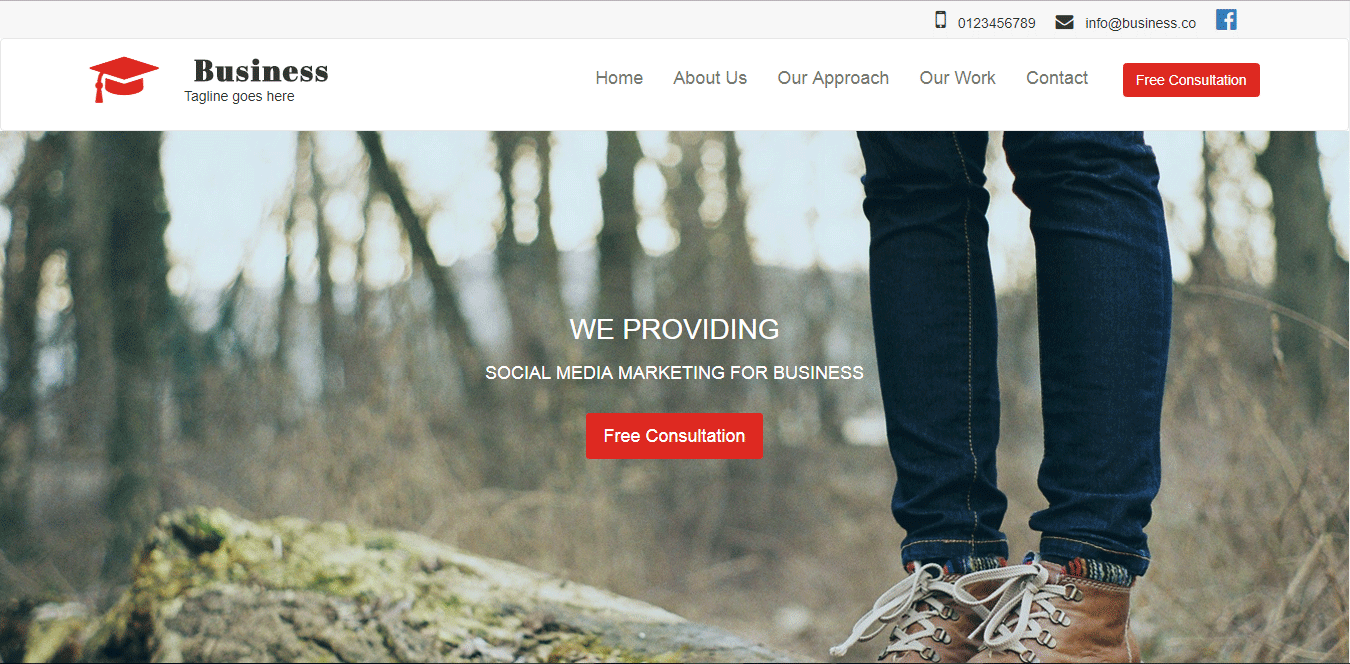 0123456789 info@business.co
Business
Tagline goes here
Home About Us Our Approach Our Work Contact Free Consultation
WE PROVIDING
SOCIAL MEDIA MARKETING FOR BUSINESS
Free Consultation